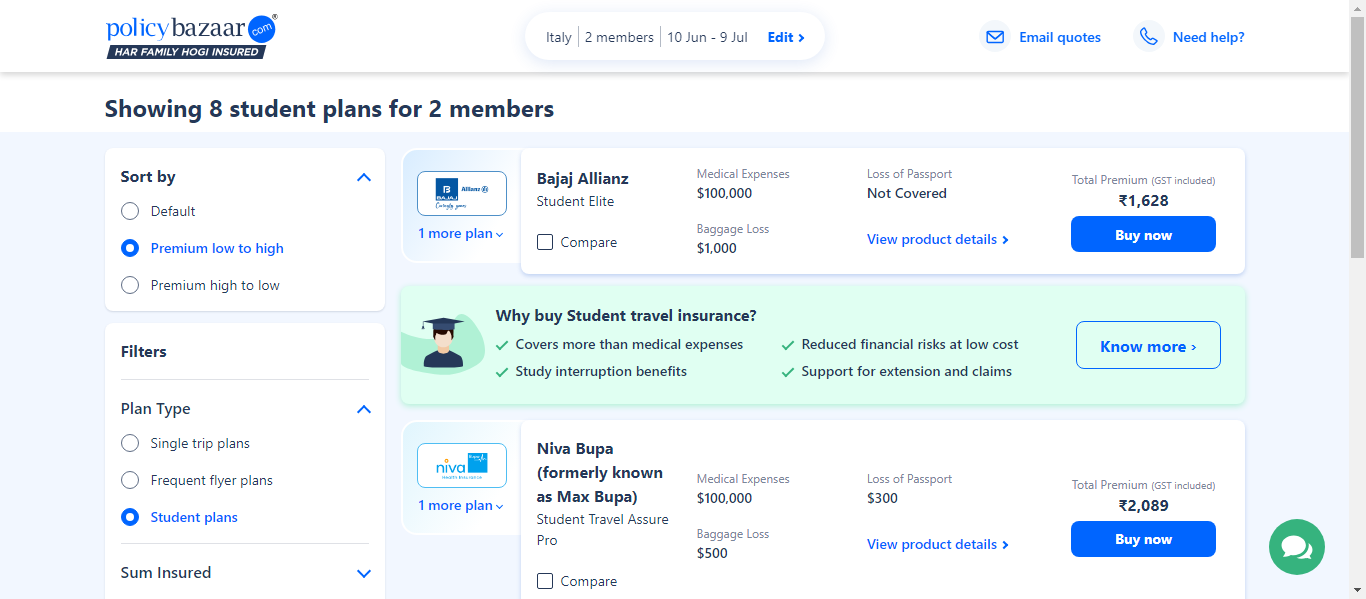 policybazaar.com
HAR FAMILY HOGI INSURED
Italy 2 members 10 Jun - 9 Jul Edit
Email quotes
Need help?
Showing 8 student plans for 2 members
Sort by
Default
Premium low to high
Premium high to low
Filters
Plan Type
Single trip plans
Frequent flyer plans
Student plans
Sum Insured
B
BAJAJ
Allianz
Caringly yours
1 more plan
Bajaj Allianz
Student Elite
Compare
Medical Expenses
$100,000
Baggage Loss
$1,000
Loss of Passport
Not Covered
View product details
Total Premium (GST included)
₹1,628
Buy now
Why buy Student travel insurance?
Covers more than medical expenses
Reduced financial risks at low cost
Study interruption benefits
Support for extension and claims
Know more
niva
Bupa
1 more plan
Niva Bupa
(formerly known
as Max Bupa)
Student Travel Assure
Pro
Compare
Medical Expenses
$100,000
Baggage Loss
$500
Loss of Passport
$300
View product details
Total Premium (GST included)
₹2,089
Buy now